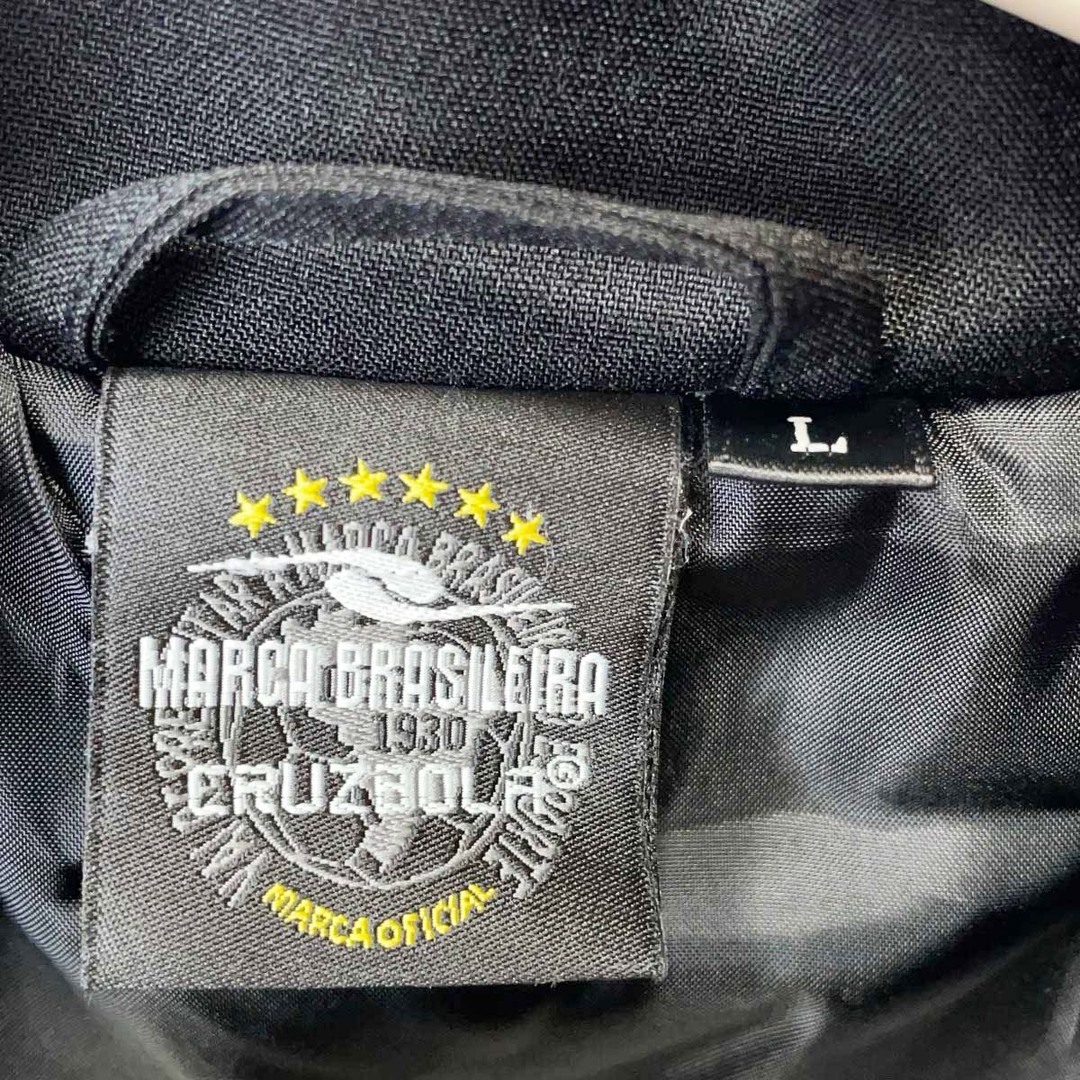 L
MARCA BRASILEIRA
1930
CRUZBOLA
MARCA OFICIAL